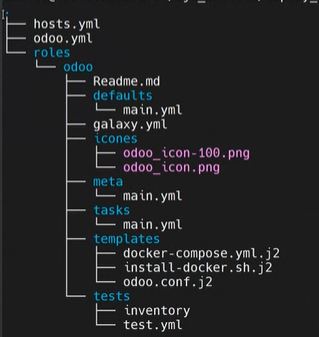 .
├── hosts.yml
├── odoo.yml
└── roles
    └── odoo
        ├── Readme.md
        ├── defaults
        │   └── main.yml
        ├── galaxy.yml
        ├── icones
        │   ├── odoo_icon-100.png
        │   └── odoo_icon.png
        ├── meta
        │   └── main.yml
        ├── tasks
        │   └── main.yml
        ├── templates
        │   ├── docker-compose.yml.j2
        │   ├── install-docker.sh.j2
        │   └── odoo.conf.j2
        └── tests
            ├── inventory
            └── test.yml